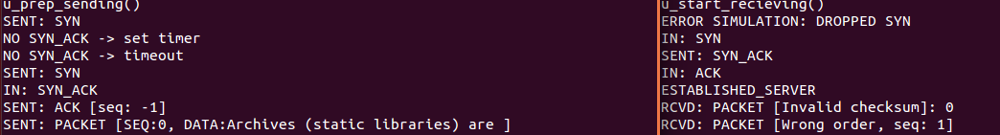 u_prep_sending()
SENT: SYN
NO SYN_ACK -> set timer
NO SYN_ACK -> timeout
SENT: SYN
IN: SYN_ACK
SENT: ACK [seq: -1]
SENT: PACKET [SEQ:0, DATA:Archives (static libraries) are ]
u_start_recieving()
ERROR SIMULATION: DROPPED SYN
IN: SYN
SENT: SYN_ACK
IN: ACK
ESTABLISHED_SERVER
RCVD: PACKET [Invalid checksum]: 0
RCVD: PACKET [Wrong order, seq: 1]